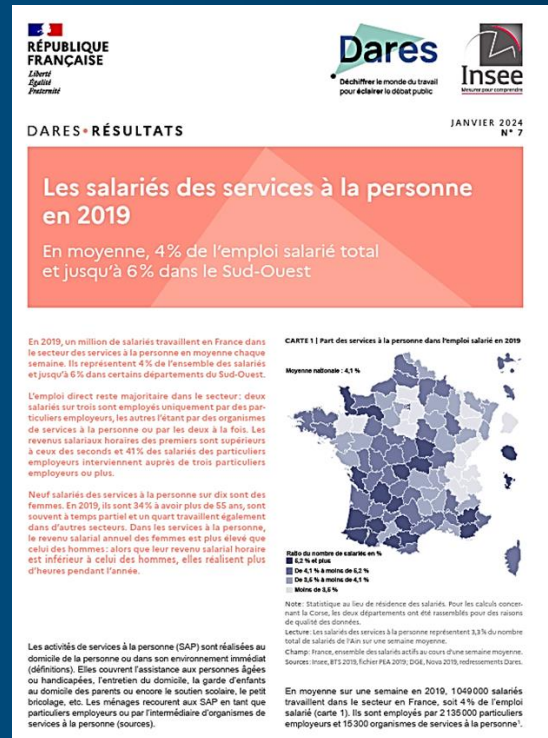 RÉPUBLIQUE
FRANÇAISE
Liberté
Égalité
Fraternité
Dares
Déchiffrer le monde du travail
pour éclairer le débat public
Insee
Mesurer pour comprendre
DARES•RÉSULTATS
JANVIER 2024
N° 7
Les salariés des services à la personne
en 2019
En moyenne, 4% de l'emploi salarié total
et jusqu'à 6% dans le Sud-Ouest
En 2019, un million de salariés travaillent en France dans
le secteur des services à la personne en moyenne chaque
semaine. Ils représentent 4% de l'ensemble des salariés
et jusqu'à 6% dans certains départements du Sud-Ouest.
L'emploi direct reste majoritaire dans le secteur : deux
salariés sur trois sont employés uniquement par des par-
ticuliers employeurs, les autres l'étant par des organismes
de services à la personne ou par les deux à la fois. Les
revenus salariaux horaires des premiers sont supérieurs
à ceux des seconds et 41% des salariés des particuliers
employeurs interviennent auprès de trois particuliers
employeurs ou plus.
Neuf salariés des services à la personne sur dix sont des
femmes. En 2019, ils sont 34% à avoir plus de 55 ans, sont
souvent à temps partiel et un quart travaillent également
dans d'autres secteurs. Dans les services à la personne,
le revenu salarial annuel des femmes est plus élevé que
celui des hommes : alors que leur revenu salarial horaire
est inférieur à celui des hommes, elles réalisent plus
d'heures pendant l'année.
Les activités de services à la personne (SAP) sont réalisées au
domicile de la personne ou dans son environnement immédiat
(définitions). Elles couvrent l'assistance aux personnes âgées
ou handicapées, l'entretien du domicile, la garde d'enfants
au domicile des parents ou encore le soutien scolaire, le petit
bricolage, etc. Les ménages recourent aux SAP en tant que
particuliers employeurs ou par l'intermédiaire d'organismes de
services à la personne (sources).
CARTE 1 | Part des services à la personne dans l'emploi salarié en 2019
Moyenne nationale : 4,1 %
Ratio du nombre de salariés en %
5,2 % et plus
De 4,1 % à moins de 5,2 %
De 3,5 % à moins de 4,1 %
Moins de 3,5 %
Note : Statistique au lieu de résidence des salariés. Pour les calculs concer-
nant la Corse, les deux départements ont été rassemblés pour des raisons
de qualité des données.
Lecture : Les salariés des services à la personne représentent 3,3% du nombre
total de salariés de l'Ain sur une semaine moyenne.
Champ : France, ensemble des salariés actifs au cours d'une semaine moyenne.
Sources : Insee, BTS 2019, fichier PEA 2019 ; DGE, Nova 2019, redressements Dares.
En moyenne sur une semaine en 2019, 1 049 000 salariés
travaillent dans le secteur en France, soit 4% de l'emploi
salarié (carte 1). Ils sont employés par 2 135 000 particuliers
employeurs et 15 300 organismes de services à la personne¹.